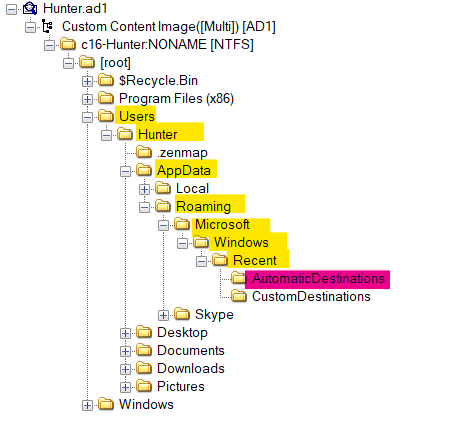 Hunter.ad1
Custom Content Image([Multi]) [AD1]
c16-Hunter:NONAME [NTFS]
[root]
$Recycle.Bin
Program Files (x86)
Users
Hunter
.zenmap
AppData
Local
Roaming
Microsoft
Windows
Recent
AutomaticDestinations
CustomDestinations
Skype
Desktop
Documents
Downloads
Pictures
Windows